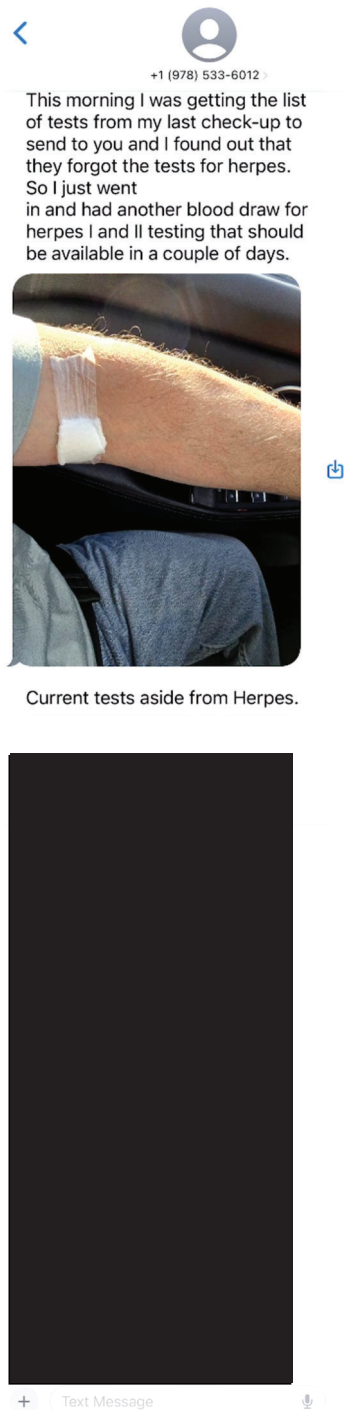 +1 (978) 533-6012
This morning I was getting the list
of tests from my last check-up to
send to you and I found out that
they forgot the tests for herpes.
So I just went
in and had another blood draw for
herpes I and II testing that should
be available in a couple of days.
Current tests aside from Herpes.
Text Message